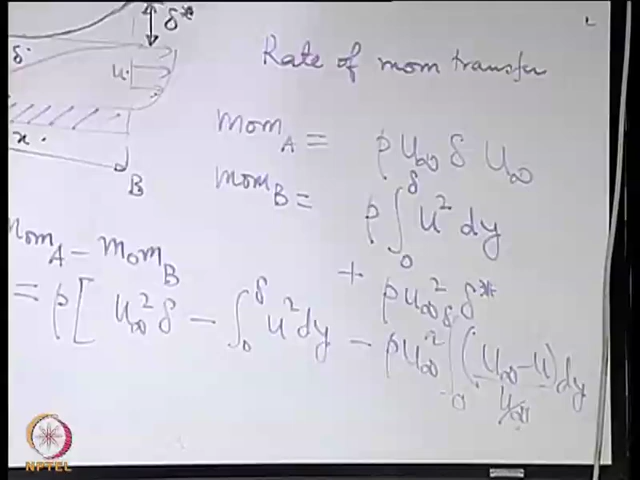 δ*
δ
u
Rate of mom transfer
x
B
mom_A = ρ U∞ δ U∞
mom_B = ρ ∫₀^δ u² dy
+ ρ U∞² δ*
mom_A − mom_B
= ρ [ U∞² δ − ∫₀^δ u² dy − ρ U∞² ∫₀^δ (U∞ − u)/U∞ dy
NPTEL